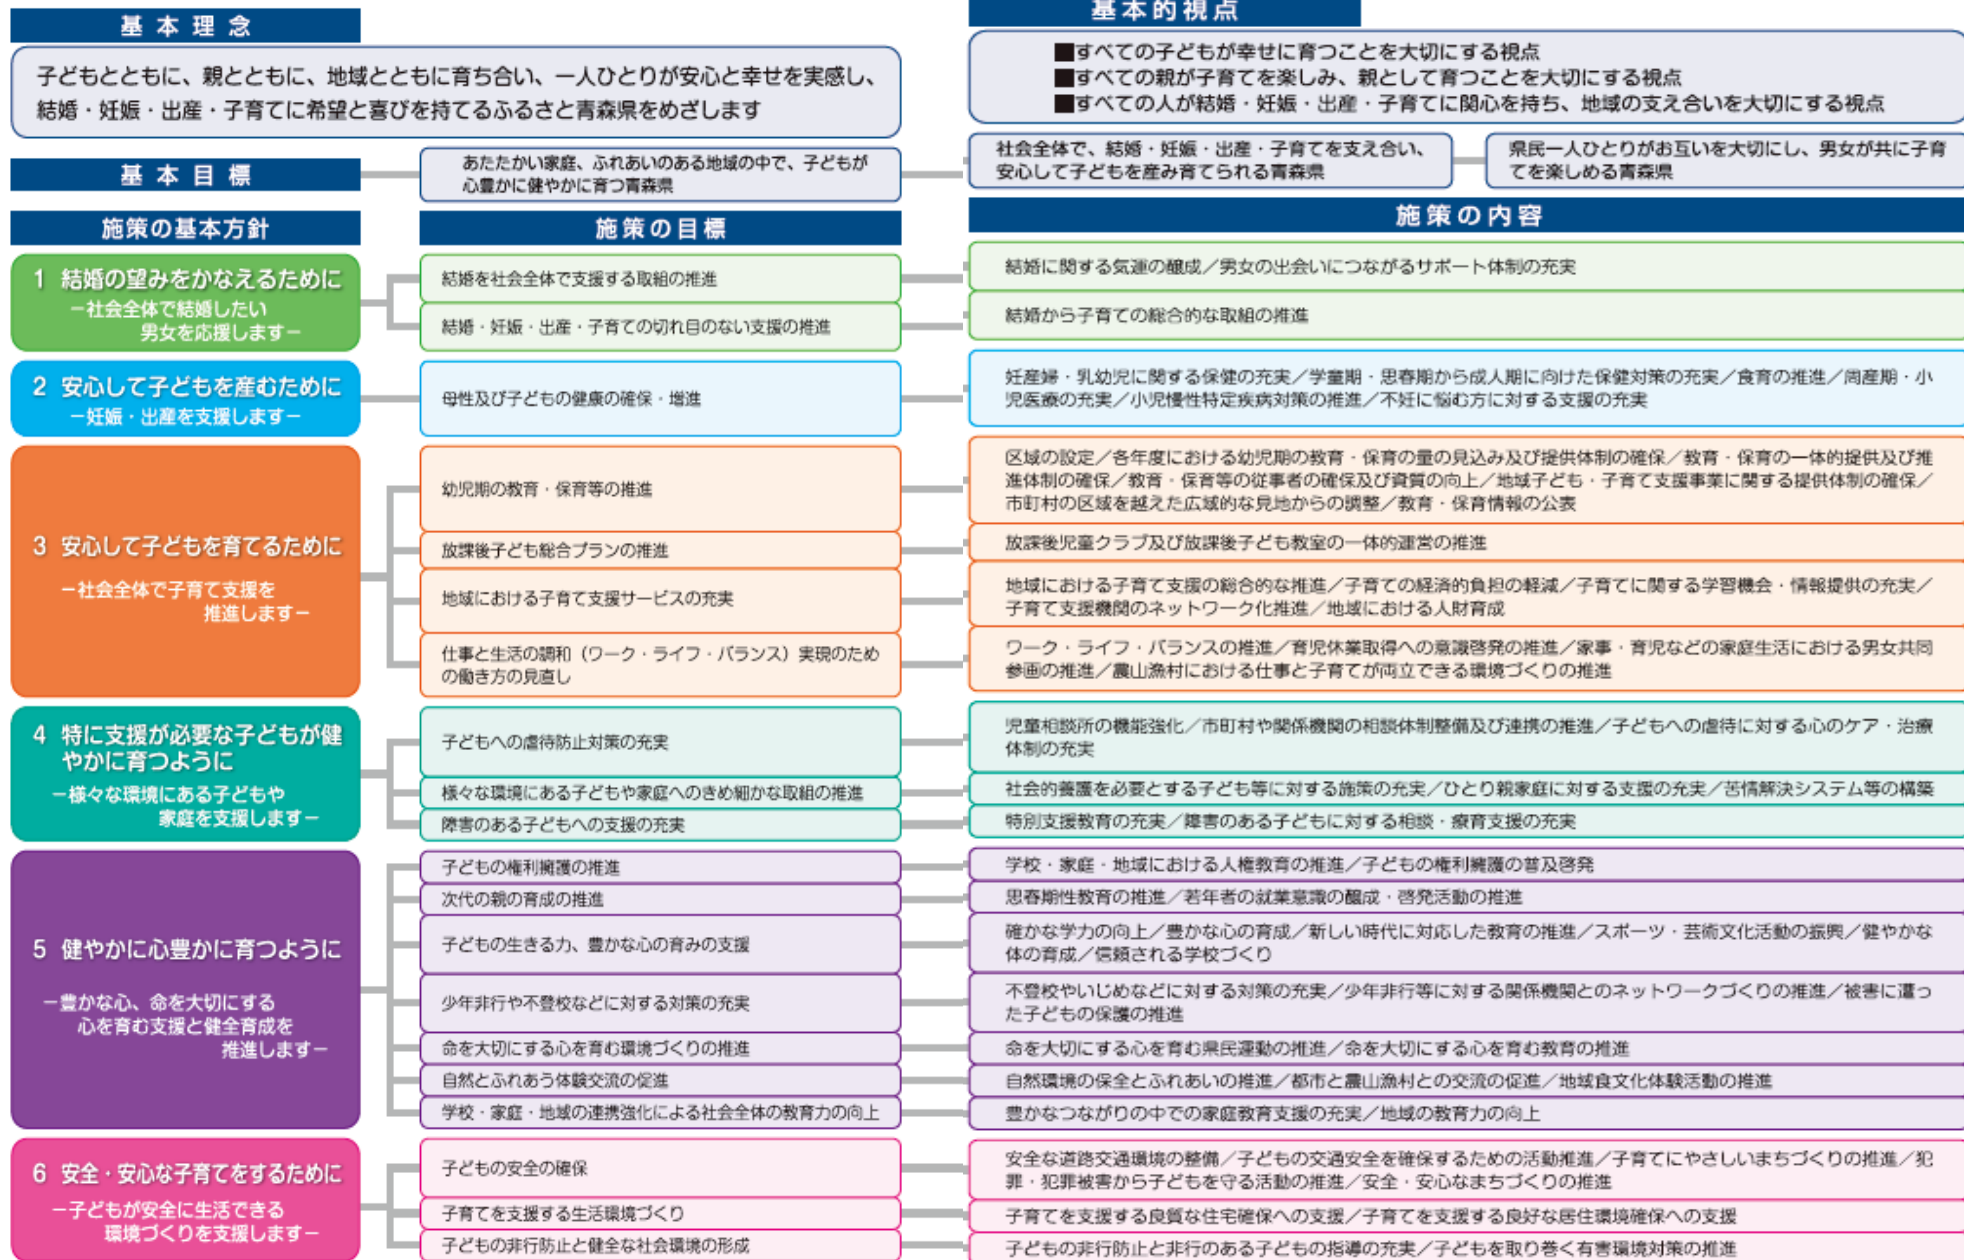 基本理念
子どもとともに、親とともに、地域とともに育ち合い、一人ひとりが安心と幸せを実感し、
結婚・妊娠・出産・子育てに希望と喜びを持てるふるさと青森県をめざします
基本的視点
■すべての子どもが幸せに育つことを大切にする視点
■すべての親が子育てを楽しみ、親として育つことを大切にする視点
■すべての人が結婚・妊娠・出産・子育てに関心を持ち、地域の支え合いを大切にする視点
基本目標
あたたかい家庭、ふれあいのある地域の中で、子どもが
心豊かに健やかに育つ青森県
社会全体で、結婚・妊娠・出産・子育てを支え合い、
安心して子どもを産み育てられる青森県
県民一人ひとりがお互いを大切にし、男女が共に子育
てを楽しめる青森県
施策の基本方針
施策の目標
施策の内容
1 結婚の望みをかなえるために
－社会全体で結婚したい
男女を応援します－
結婚を社会全体で支援する取組の推進
結婚に関する気運の醸成／男女の出会いにつながるサポート体制の充実
結婚・妊娠・出産・子育ての切れ目のない支援の推進
結婚から子育ての総合的な取組の推進
2 安心して子どもを産むために
－妊娠・出産を支援します－
母性及び子どもの健康の確保・増進
妊産婦・乳幼児に関する保健の充実／学童期・思春期から成人期に向けた保健対策の充実／食育の推進／周産期・小
児医療の充実／小児慢性特定疾病対策の推進／不妊に悩む方に対する支援の充実
3 安心して子どもを育てるために
－社会全体で子育て支援を
推進します－
幼児期の教育・保育等の推進
区域の設定／各年度における幼児期の教育・保育の量の見込み及び提供体制の確保／教育・保育の一体的提供及び推
進体制の確保／教育・保育等の従事者の確保及び資質の向上／地域子ども・子育て支援事業に関する提供体制の確保／
市町村の区域を越えた広域的な見地からの調整／教育・保育情報の公表
放課後子ども総合プランの推進
放課後児童クラブ及び放課後子ども教室の一体的運営の推進
地域における子育て支援サービスの充実
地域における子育て支援の総合的な推進／子育ての経済的負担の軽減／子育てに関する学習機会・情報提供の充実／
子育て支援機関のネットワーク化推進／地域における人財育成
仕事と生活の調和（ワーク・ライフ・バランス）実現のため
の働き方の見直し
ワーク・ライフ・バランスの推進／育児休業取得への意識啓発の推進／家事・育児などの家庭生活における男女共同
参画の推進／農山漁村における仕事と子育てが両立できる環境づくりの推進
4 特に支援が必要な子どもが健
やかに育つように
－様々な環境にある子どもや
家庭を支援します－
子どもへの虐待防止対策の充実
児童相談所の機能強化／市町村や関係機関の相談体制整備及び連携の推進／子どもへの虐待に対する心のケア・治療
体制の充実
様々な環境にある子どもや家庭へのきめ細かな取組の推進
社会的養護を必要とする子ども等に対する施策の充実／ひとり親家庭に対する支援の充実／苦情解決システム等の構築
障害のある子どもへの支援の充実
特別支援教育の充実／障害のある子どもに対する相談・療育支援の充実
5 健やかに心豊かに育つように
－豊かな心、命を大切にする
心を育む支援と健全育成を
推進します－
子どもの権利擁護の推進
学校・家庭・地域における人権教育の推進／子どもの権利擁護の普及啓発
次代の親の育成の推進
思春期性教育の推進／若年者の就業意識の醸成・啓発活動の推進
子どもの生きる力、豊かな心の育みの支援
確かな学力の向上／豊かな心の育成／新しい時代に対応した教育の推進／スポーツ・芸術文化活動の振興／健やかな
体の育成／信頼される学校づくり
少年非行や不登校などに対する対策の充実
不登校やいじめなどに対する対策の充実／少年非行等に対する関係機関とのネットワークづくりの推進／被害に遭っ
た子どもの保護の推進
命を大切にする心を育む環境づくりの推進
命を大切にする心を育む県民運動の推進／命を大切にする心を育む教育の推進
自然とふれあう体験交流の促進
自然環境の保全とふれあいの推進／都市と農山漁村との交流の促進／地域食文化体験活動の推進
学校・家庭・地域の連携強化による社会全体の教育力の向上
豊かなつながりの中での家庭教育支援の充実／地域の教育力の向上
6 安全・安心な子育てをするために
－子どもが安全に生活できる
環境づくりを支援します－
子どもの安全の確保
安全な道路交通環境の整備／子どもの交通安全を確保するための活動推進／子育てにやさしいまちづくりの推進／犯
罪・犯罪被害から子どもを守る活動の推進／安全・安心なまちづくりの推進
子育てを支援する生活環境づくり
子育てを支援する良質な住宅確保への支援／子育てを支援する良好な居住環境確保への支援
子どもの非行防止と健全な社会環境の形成
子どもの非行防止と非行のある子どもの指導の充実／子どもを取り巻く有害環境対策の推進